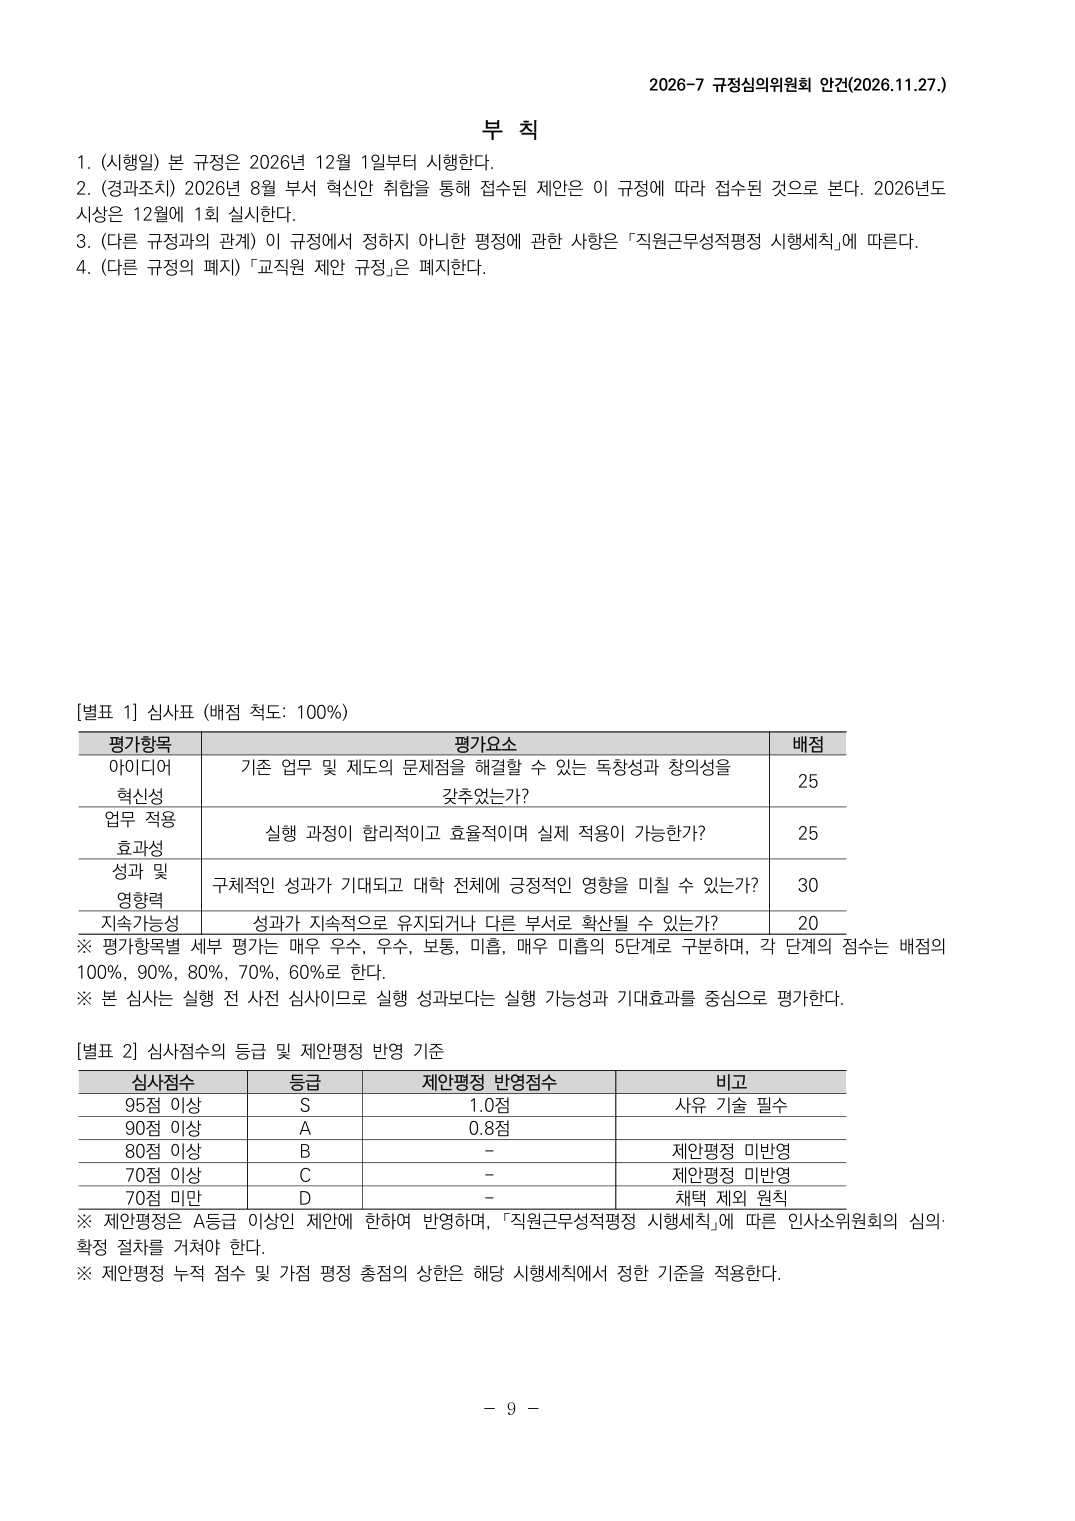 2026-7 규정심의위원회 안건(2026.11.27.)
부 칙
1. (시행일) 본 규정은 2026년 12월 1일부터 시행한다.
2. (경과조치) 2026년 8월 부서 혁신안 취합을 통해 접수된 제안은 이 규정에 따라 접수된 것으로 본다. 2026년도
시상은 12월에 1회 실시한다.
3. (다른 규정과의 관계) 이 규정에서 정하지 아니한 평정에 관한 사항은 「직원근무성적평정 시행세칙」에 따른다.
4. (다른 규정의 폐지) 「교직원 제안 규정」은 폐지한다.
[별표 1] 심사표 (배점 척도: 100%)
평가항목 평가요소 배점
아이디어 혁신성 기존 업무 및 제도의 문제점을 해결할 수 있는 독창성과 창의성을 갖추었는가? 25
업무 적용 효과성 실행 과정이 합리적이고 효율적이며 실제 적용이 가능한가? 25
성과 및 영향력 구체적인 성과가 기대되고 대학 전체에 긍정적인 영향을 미칠 수 있는가? 30
지속가능성 성과가 지속적으로 유지되거나 다른 부서로 확산될 수 있는가? 20
※ 평가항목별 세부 평가는 매우 우수, 우수, 보통, 미흡, 매우 미흡의 5단계로 구분하며, 각 단계의 점수는 배점의
100%, 90%, 80%, 70%, 60%로 한다.
※ 본 심사는 실행 전 사전 심사이므로 실행 성과보다는 실행 가능성과 기대효과를 중심으로 평가한다.
[별표 2] 심사점수의 등급 및 제안평정 반영 기준
심사점수 등급 제안평정 반영점수 비고
95점 이상 S 1.0점 사유 기술 필수
90점 이상 A 0.8점
80점 이상 B - 제안평정 미반영
70점 이상 C - 제안평정 미반영
70점 미만 D - 채택 제외 원칙
※ 제안평정은 A등급 이상인 제안에 한하여 반영하며, 「직원근무성적평정 시행세칙」에 따른 인사소위원회의 심의·
확정 절차를 거쳐야 한다.
※ 제안평정 누적 점수 및 가점 평정 총점의 상한은 해당 시행세칙에서 정한 기준을 적용한다.
- 9 -